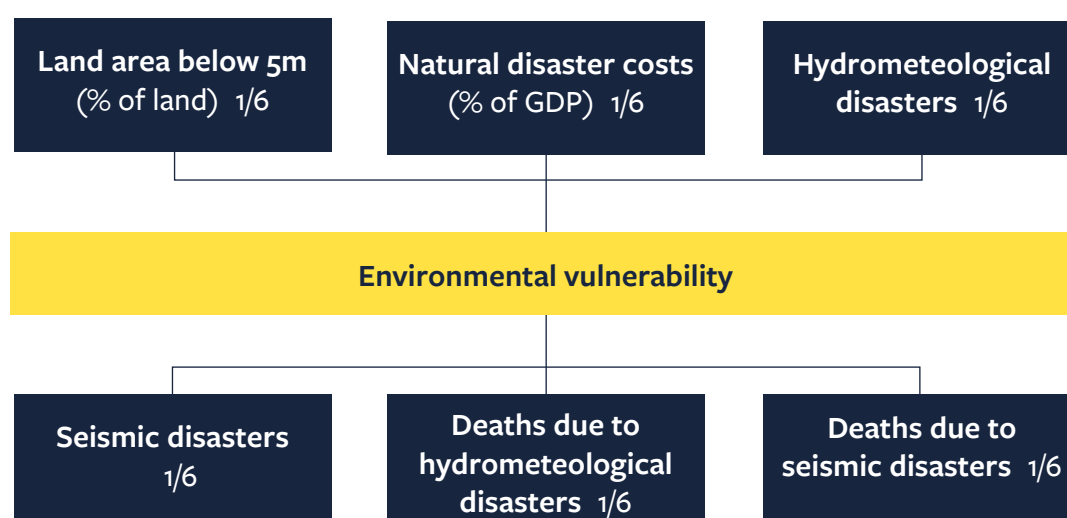 Land area below 5m
(% of land) 1/6
Natural disaster costs
(% of GDP) 1/6
Hydrometeological
disasters 1/6
Environmental vulnerability
Seismic disasters
1/6
Deaths due to
hydrometeological
disasters 1/6
Deaths due to
seismic disasters 1/6